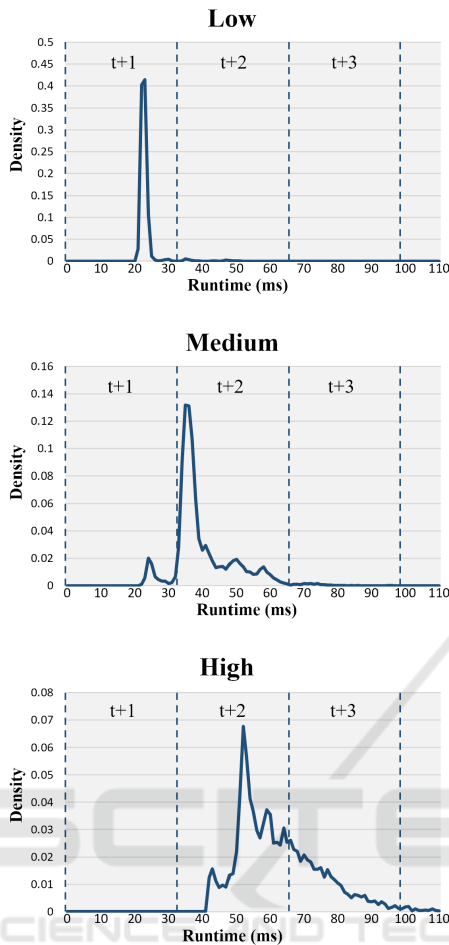 Low
0.5
0.45
0.4
0.35
0.3
0.25
0.2
0.15
0.1
0.05
0
Density
t+1 t+2 t+3
0 10 20 30 40 50 60 70 80 90 100 110
Runtime (ms)
Medium
0.16
0.14
0.12
0.1
0.08
0.06
0.04
0.02
0
Density
t+1 t+2 t+3
0 10 20 30 40 50 60 70 80 90 100 110
Runtime (ms)
High
0.08
0.07
0.06
0.05
0.04
0.03
0.02
0.01
0
Density
t+1 t+2 t+3
0 10 20 30 40 50 60 70 80 90 100 110
Runtime (ms)
SCITE
SCIENCE AND TEC